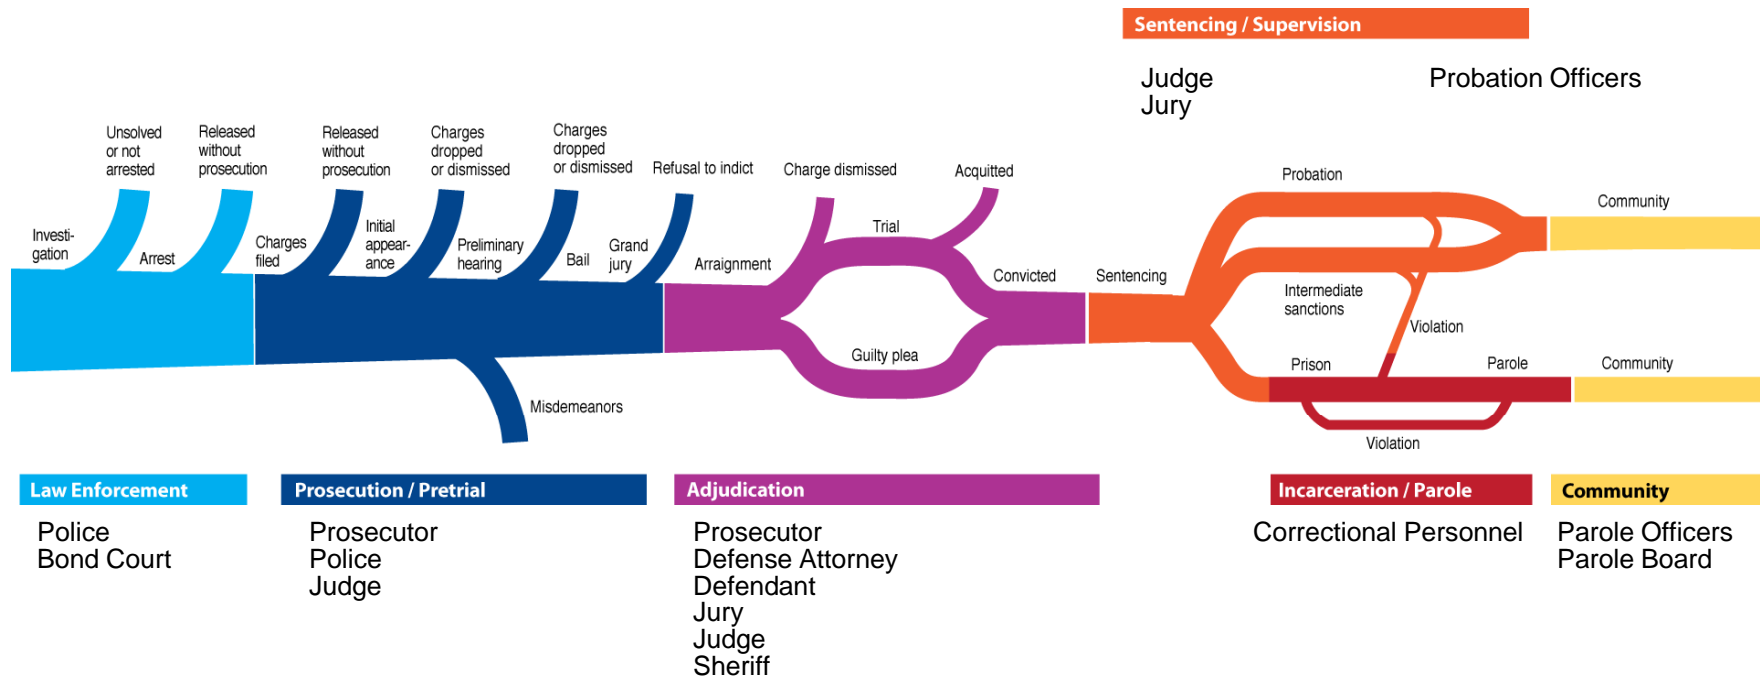 Sentencing / Supervision
Judge
Jury
Probation Officers
Unsolved
or not
arrested
Released
without
prosecution
Released
without
prosecution
Charges
dropped
or dismissed
Charges
dropped
or dismissed
Refusal to indict
Charge dismissed
Acquitted
Investi-
gation
Arrest
Charges
filed
Initial
appear-
ance
Preliminary
hearing
Bail
Grand
jury
Arraignment
Trial
Guilty plea
Convicted
Sentencing
Probation
Intermediate
sanctions
Violation
Prison
Parole
Violation
Community
Community
Misdemeanors
Law Enforcement
Police
Bond Court
Prosecution / Pretrial
Prosecutor
Police
Judge
Adjudication
Prosecutor
Defense Attorney
Defendant
Jury
Judge
Sheriff
Incarceration / Parole
Correctional Personnel
Community
Parole Officers
Parole Board